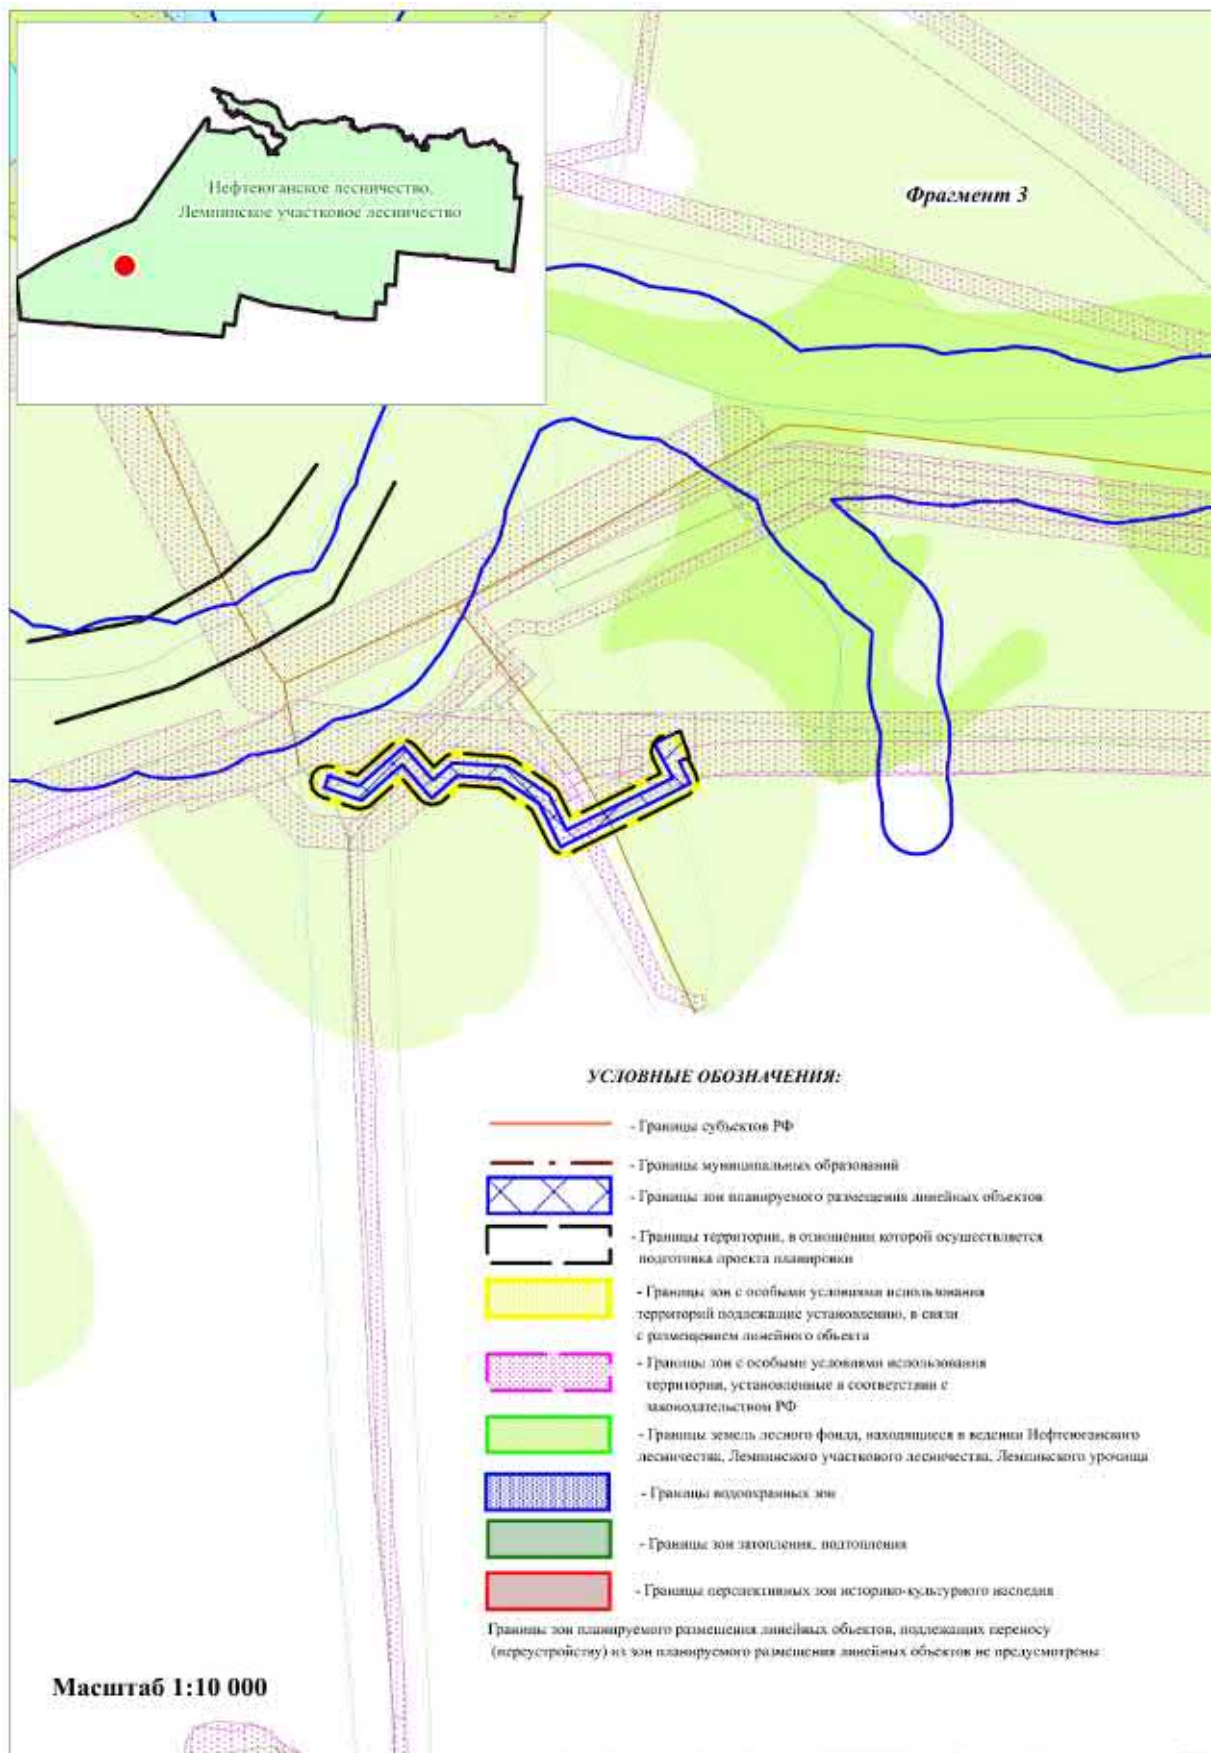 Нефтеюганское лесничество,
Лемпинское участковое лесничество
Фрагмент 3
УСЛОВНЫЕ ОБОЗНАЧЕНИЯ:
- Границы субъектов РФ
- Границы муниципальных образований
- Границы зон планируемого размещения линейных объектов
- Границы территории, в отношении которой осуществляется
подготовка проекта планировки
- Границы зон с особыми условиями использования
территорий подлежащие установлению, в связи
с размещением линейного объекта
- Границы зон с особыми условиями использования
территории, установленные в соответствии с
законодательством РФ
- Границы земель лесного фонда, находящиеся в ведении Нефтеюганского
лесничества, Лемпинского участкового лесничества, Лемпинского урочища
- Границы водоохранных зон
- Границы зон затопления, подтопления
- Границы перспективных зон историко-культурного наследия
Границы зон планируемого размещения линейных объектов, подлежащих переносу
(переустройству) из зон планируемого размещения линейных объектов не предусмотрены
Масштаб 1:10 000